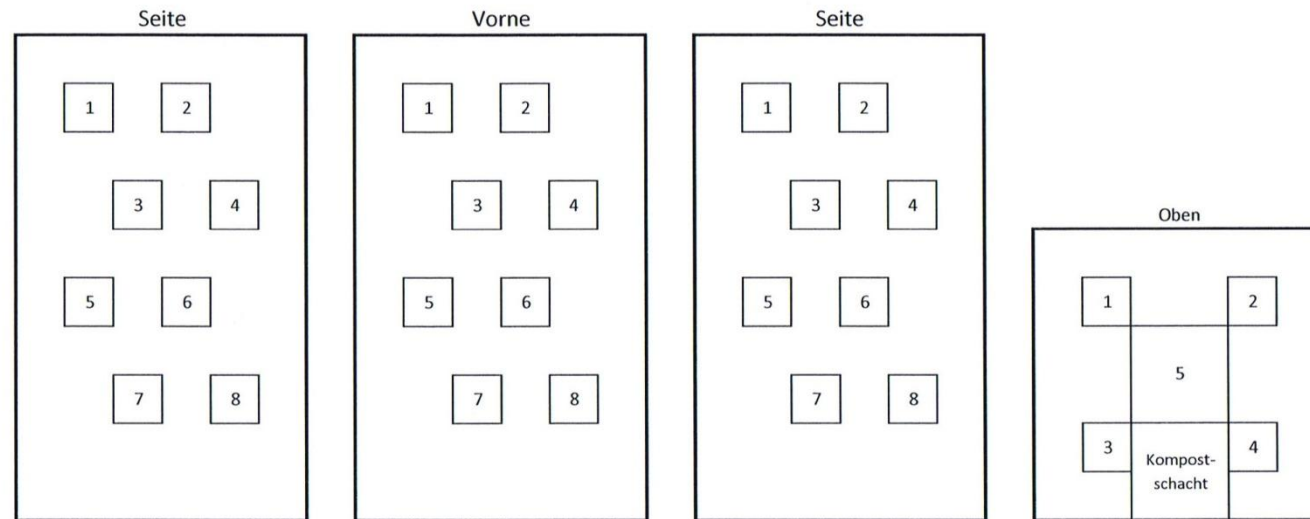 Seite Vorne Seite
1 2 1 2 1 2
3 4 3 4 3 4
Oben
5 6 5 6 5 6
1 2
5
7 8 7 8 7 8
3 4
Kompost-
schacht